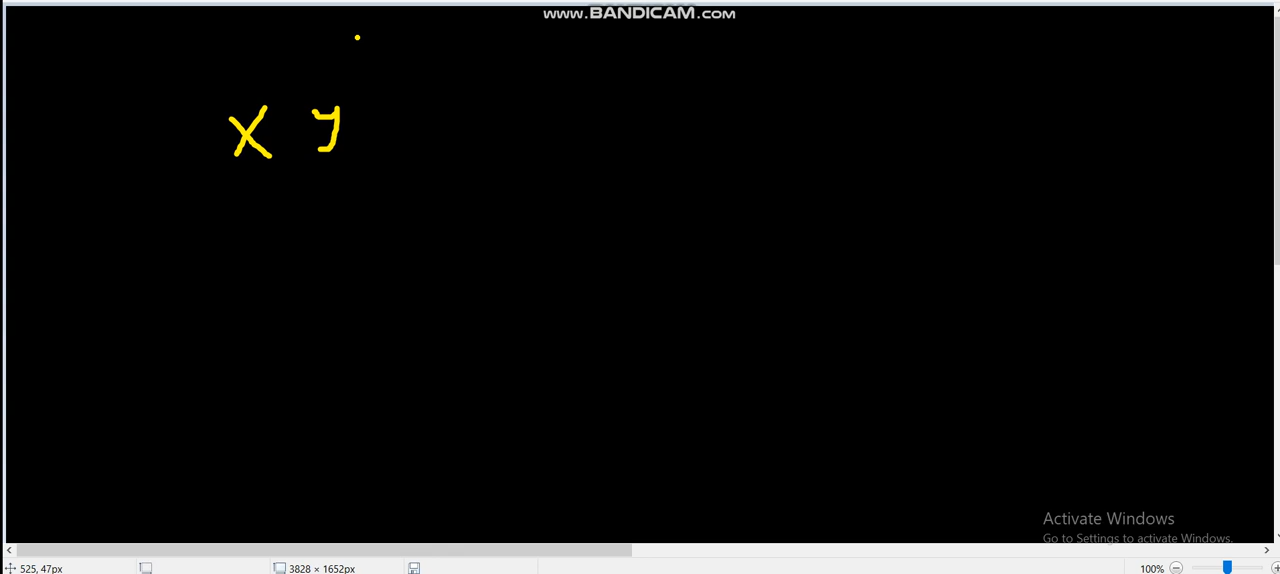 www.BANDICAM.com
x y
Activate Windows
Go to Settings to activate Windows.
525, 47px 3828 × 1652px 100%